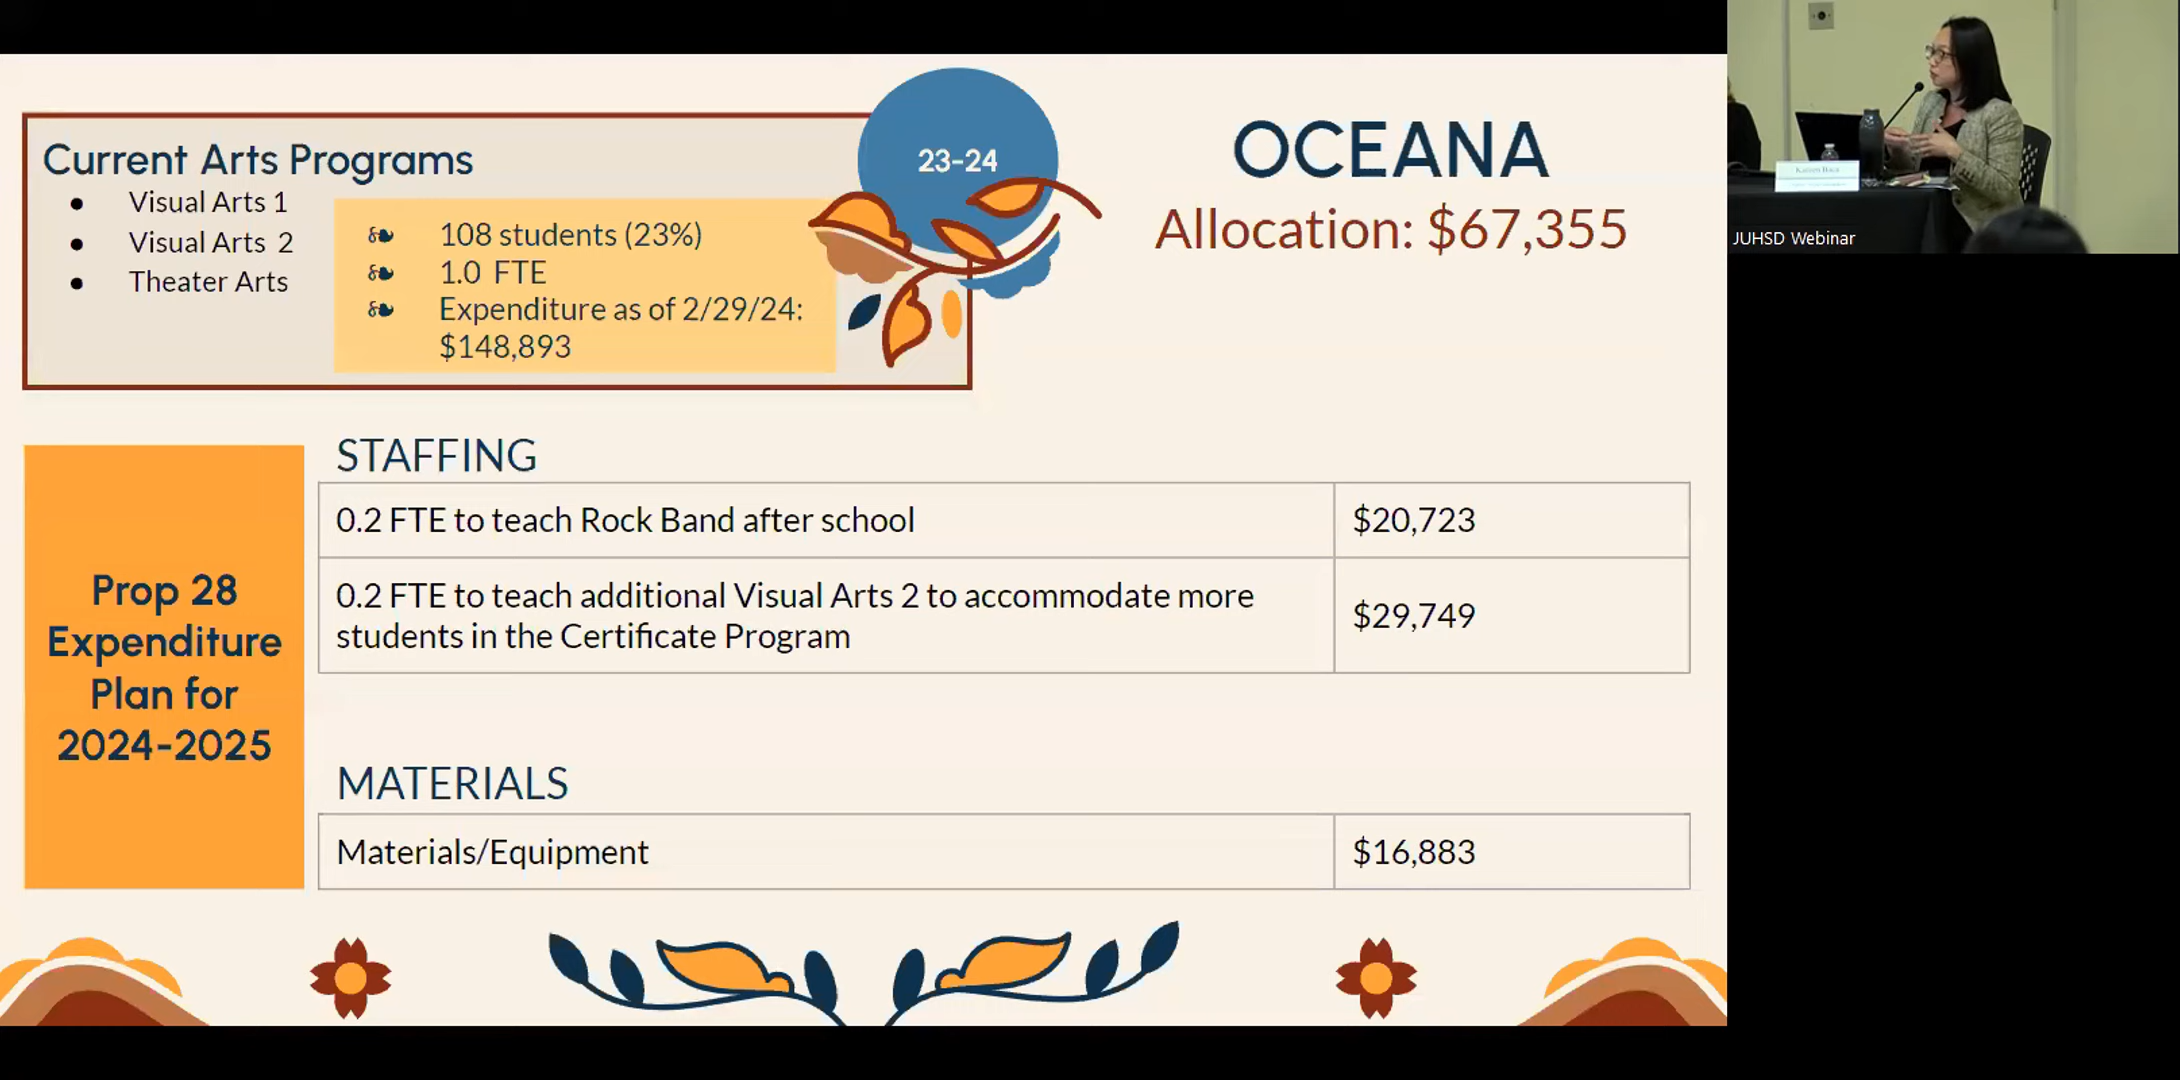 Current Arts Programs
Visual Arts 1
Visual Arts 2
Theater Arts
108 students (23%)
1.0 FTE
Expenditure as of 2/29/24:
$148,893
23-24
OCEANA
Allocation: $67,355
JUHSD Webinar
Prop 28
Expenditure
Plan for
2024-2025
STAFFING
0.2 FTE to teach Rock Band after school
$20,723
0.2 FTE to teach additional Visual Arts 2 to accommodate more
students in the Certificate Program
$29,749
MATERIALS
Materials/Equipment
$16,883